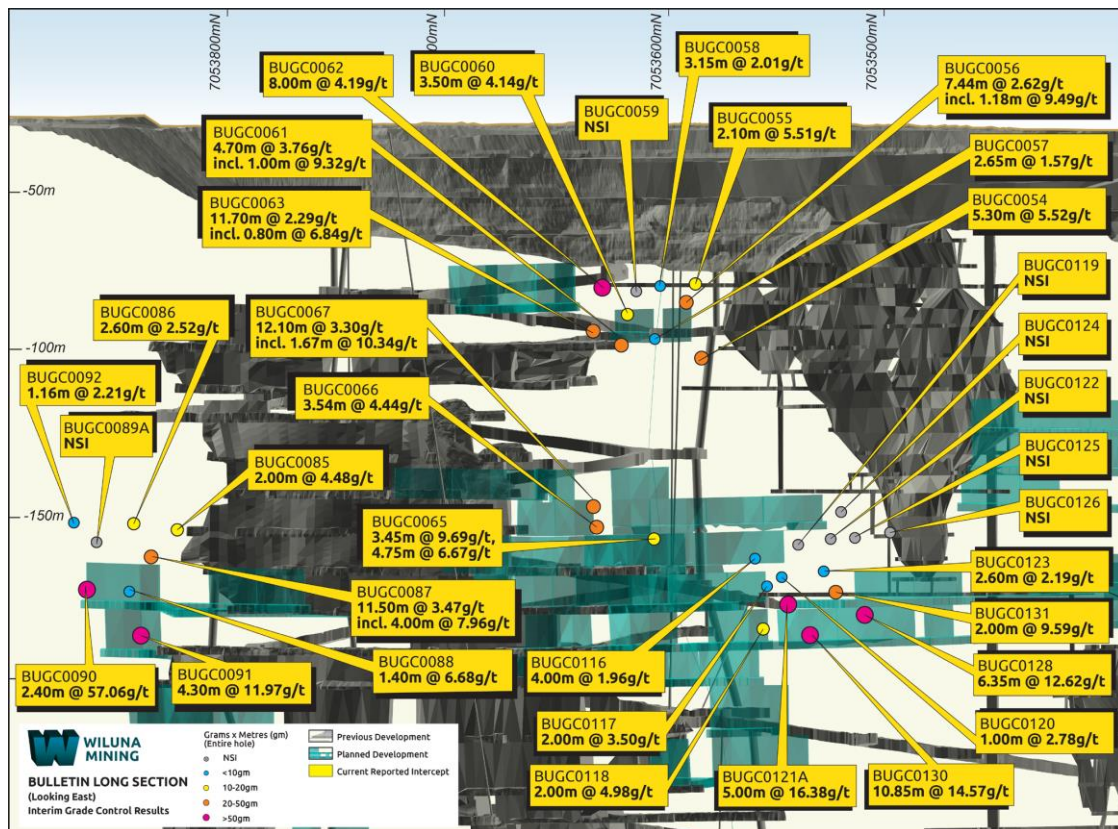 7053800mN
00mN
7053600mN
7053500mN
BUGC0062
8.00m @ 4.19g/t
BUGC0060
3.50m @ 4.14g/t
BUGC0059
NSI
BUGC0058
3.15m @ 2.01g/t
BUGC0055
2.10m @ 5.51g/t
BUGC0056
7.44m @ 2.62g/t
incl. 1.18m @ 9.49g/t
BUGC0061
4.70m @ 3.76g/t
incl. 1.00m @ 9.32g/t
BUGC0057
2.65m @ 1.57g/t
-50m
BUGC0063
11.70m @ 2.29g/t
incl. 0.80m @ 6.84g/t
BUGC0054
5.30m @ 5.52g/t
BUGC0119
NSI
BUGC0086
2.60m @ 2.52g/t
BUGC0067
12.10m @ 3.30g/t
incl. 1.67m @ 10.34g/t
BUGC0124
NSI
-100m
BUGC0092
1.16m @ 2.21g/t
BUGC0066
3.54m @ 4.44g/t
BUGC0122
NSI
BUGC0089A
NSI
BUGC0085
2.00m @ 4.48g/t
BUGC0125
NSI
-150m
BUGC0065
3.45m @ 9.69g/t,
4.75m @ 6.67g/t
BUGC0126
NSI
BUGC0123
2.60m @ 2.19g/t
BUGC0087
11.50m @ 3.47g/t
incl. 4.00m @ 7.96g/t
BUGC0131
2.00m @ 9.59g/t
BUGC0090
2.40m @ 57.06g/t
BUGC0091
4.30m @ 11.97g/t
BUGC0088
1.40m @ 6.68g/t
BUGC0116
4.00m @ 1.96g/t
BUGC0128
6.35m @ 12.62g/t
BUGC0117
2.00m @ 3.50g/t
BUGC0120
1.00m @ 2.78g/t
BUGC0118
2.00m @ 4.98g/t
BUGC0121A
5.00m @ 16.38g/t
BUGC0130
10.85m @ 14.57g/t
WILUNA
MINING
BULLETIN LONG SECTION
(Looking East)
Interim Grade Control Results
Grams x Metres (gm)
(Entire hole)
NSI
<10gm
10-20gm
20-50gm
>50gm
Previous Development
Planned Development
Current Reported Intercept